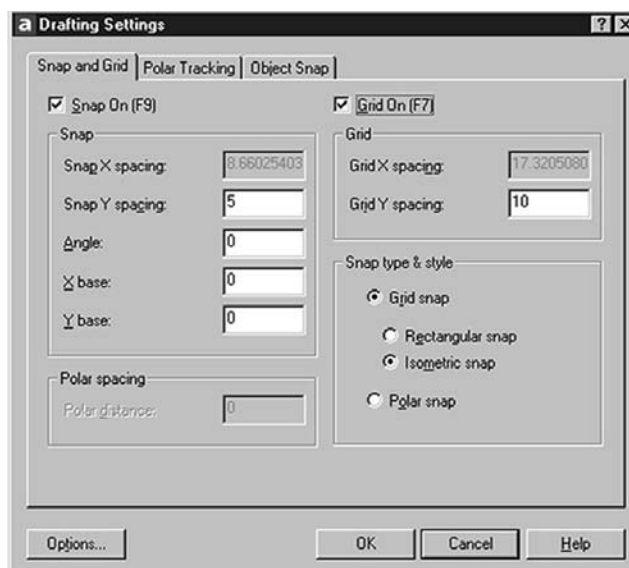 a Drafting Settings ? X
Snap and Grid Polar Tracking Object Snap
Snap On (F9)
Grid On (F7)
Snap
Snap X spacing: 8.66025403
Snap Y spacing: 5
Angle: 0
X base: 0
Y base: 0
Grid
Grid X spacing: 17.3205080
Grid Y spacing: 10
Snap type & style
Grid snap
Rectangular snap
Isometric snap
Polar snap
Polar spacing
Polar distance: 0
Options... OK Cancel Help